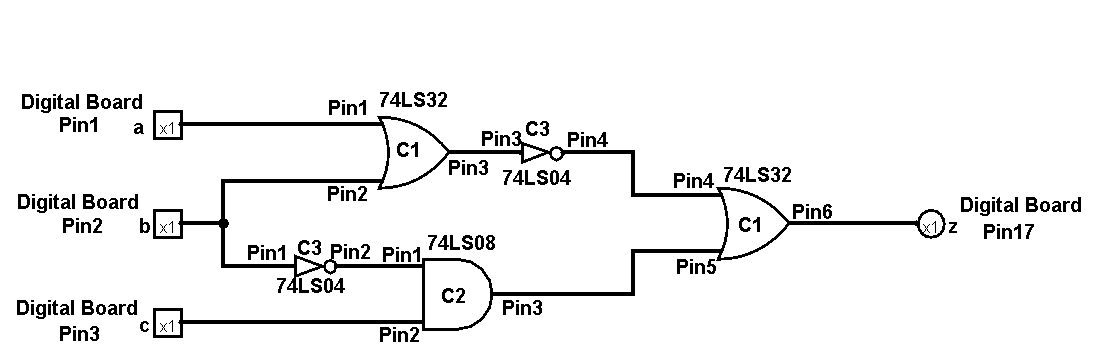 Digital Board
Pin1 a x1
Pin1 74LS32
C1
Pin2
Pin3
Pin3 C3 Pin4
74LS04
Digital Board
Pin2 b x1
Pin1 C3 Pin2
74LS04
Pin1 74LS08
C2
Pin2
Pin3
Digital Board
Pin3 c x1
Pin4 74LS32
C1
Pin5
Pin6
x1 z Digital Board
Pin17